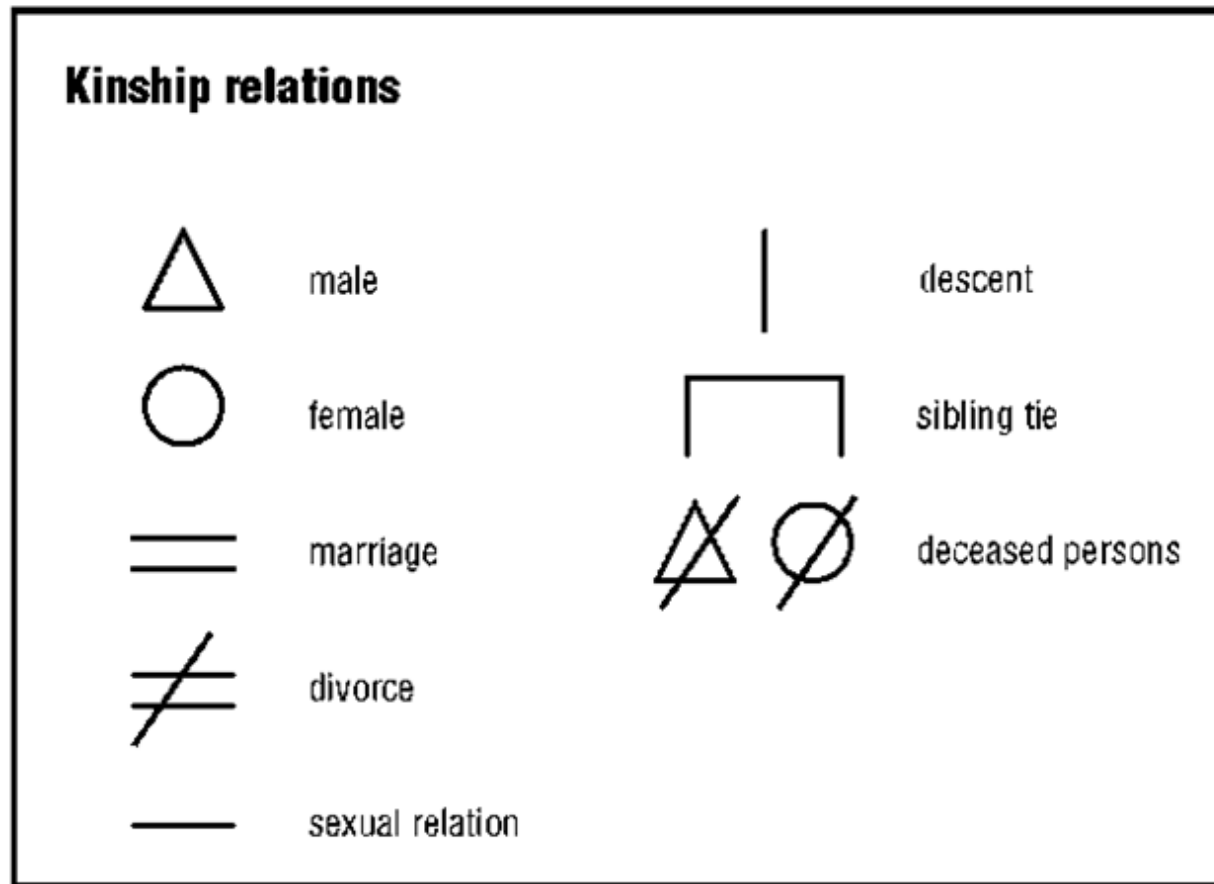 Kinship relations
male
descent
female
sibling tie
marriage
deceased persons
divorce
sexual relation